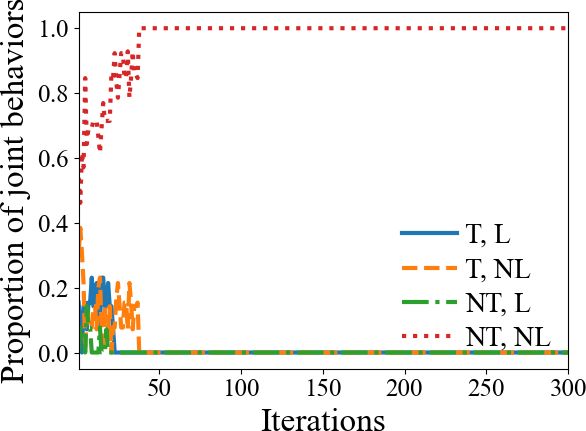 Proportion of joint behaviors
1.0
0.8
0.6
0.4
0.2
0.0
T, L
T, NL
NT, L
NT, NL
50
100
150
200
250
300
Iterations